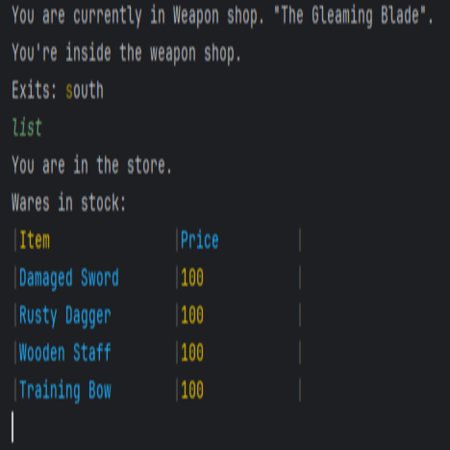 You are currently in Weapon shop. "The Gleaming Blade".
You're inside the weapon shop.
Exits: south
list
You are in the store.
Wares in stock:
|Item |Price |
|Damaged Sword |100 |
|Rusty Dagger |100 |
|Wooden Staff |100 |
|Training Bow |100 |